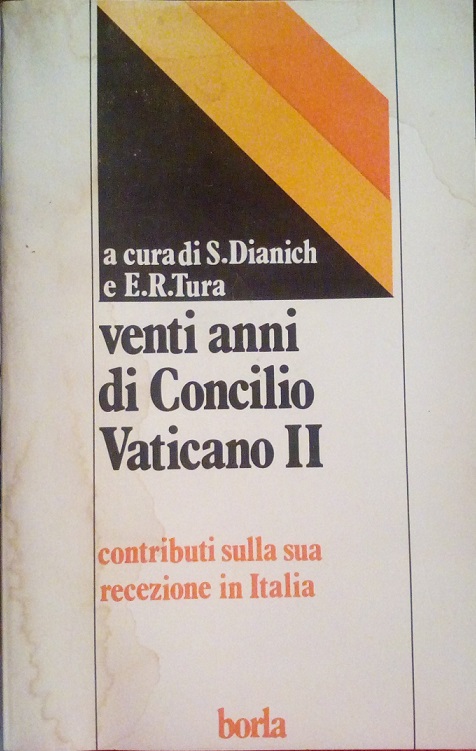 a cura di S.Dianich
e E.R.Tura
venti anni
di Concilio
Vaticano II
contributi sulla sua
recezione in Italia
borla